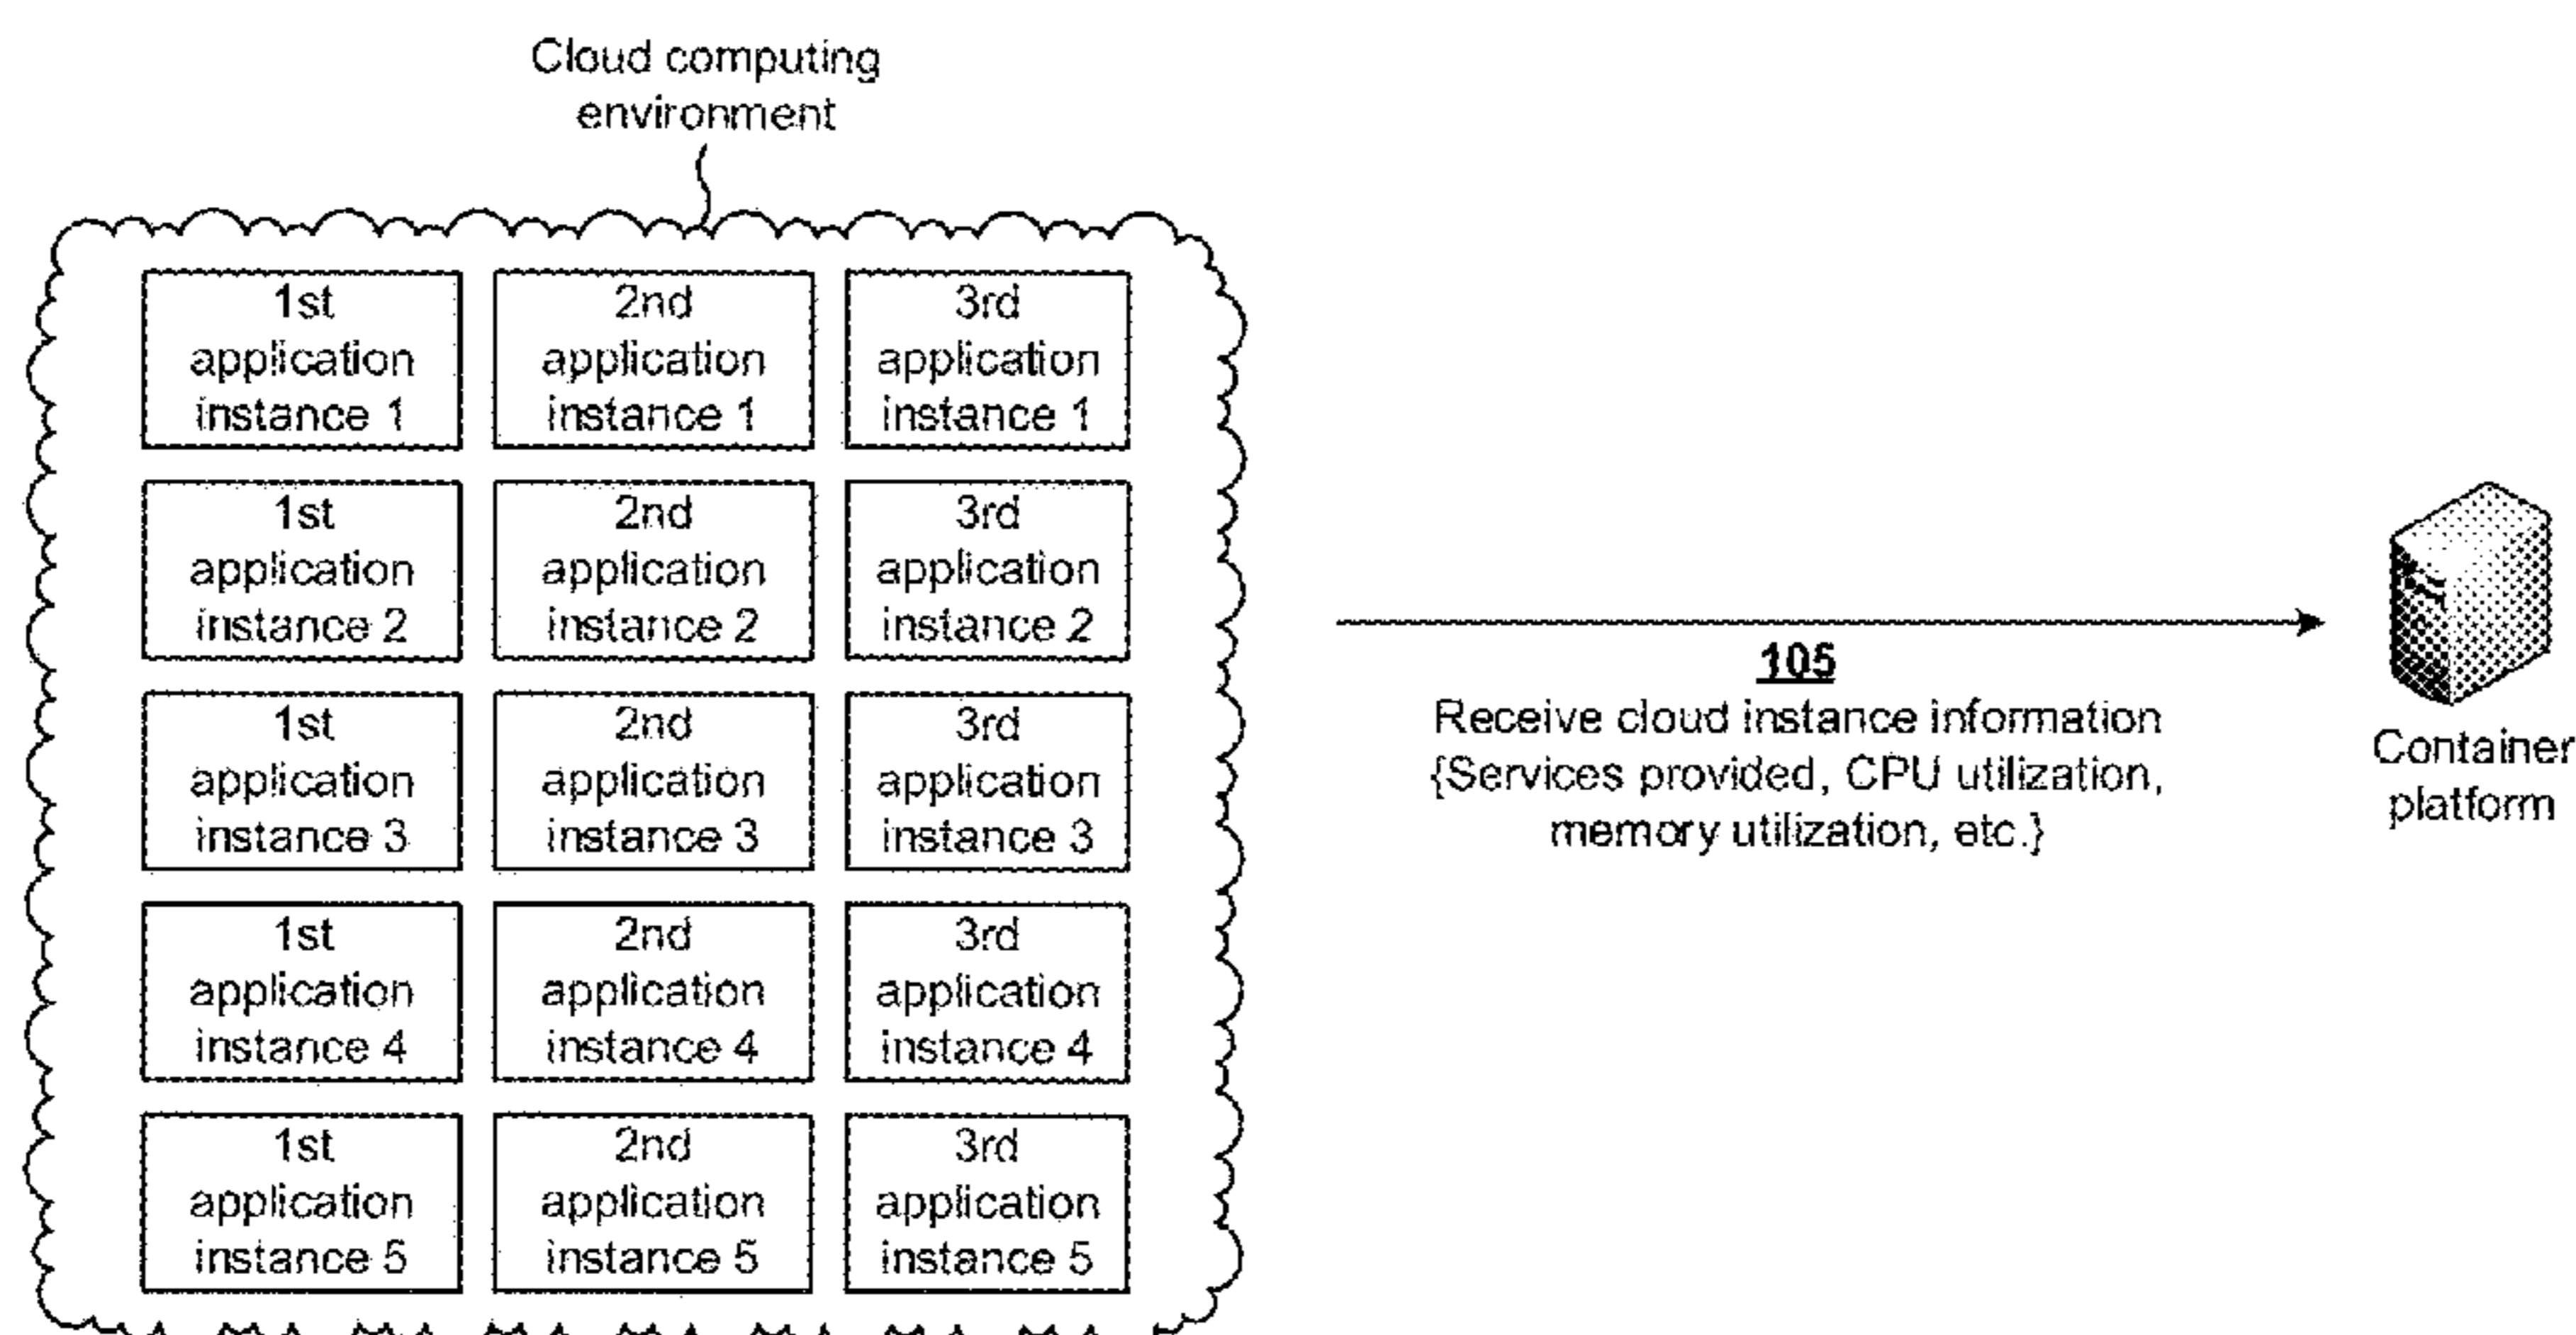 Cloud computing
environment
1st
application
instance 1
2nd
application
instance 1
3rd
application
instance 1
1st
application
instance 2
2nd
application
instance 2
3rd
application
instance 2
1st
application
instance 3
2nd
application
instance 3
3rd
application
instance 3
1st
application
instance 4
2nd
application
instance 4
3rd
application
instance 4
1st
application
instance 5
2nd
application
instance 5
3rd
application
instance 5
105
Receive cloud instance information
{Services provided, CPU utilization,
memory utilization, etc.}
Container
platform